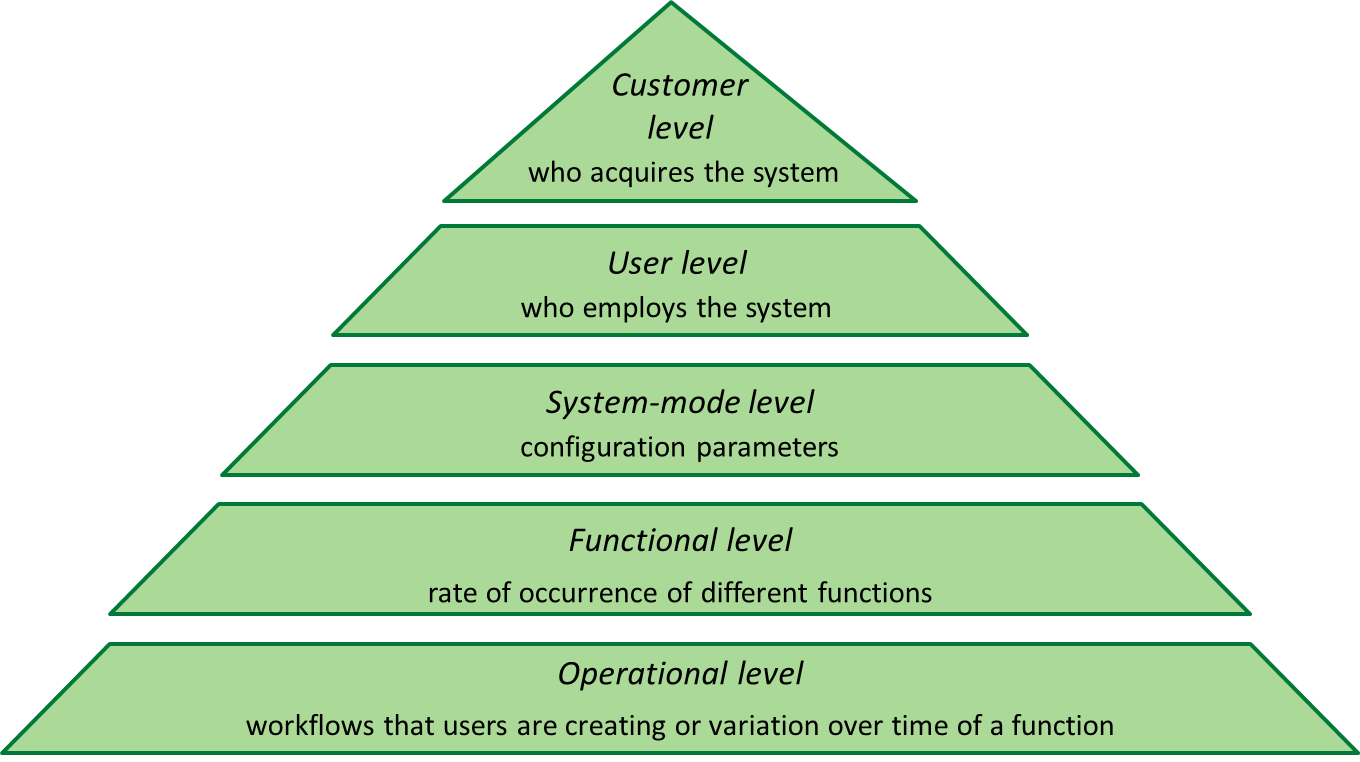 Customer
level
who acquires the system
User level
who employs the system
System-mode level
configuration parameters
Functional level
rate of occurrence of different functions
Operational level
workflows that users are creating or variation over time of a function